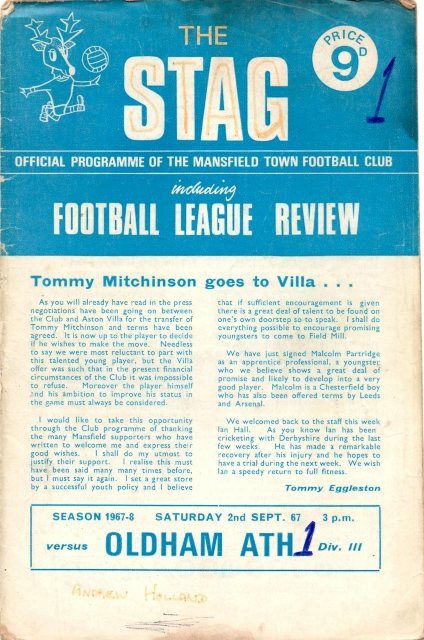 THE
STAG
PRICE
9D
1
OFFICIAL PROGRAMME OF THE MANSFIELD TOWN FOOTBALL CLUB
including
FOOTBALL LEAGUE REVIEW
Tommy Mitchinson goes to Villa . . .
As you will already have read in the press
negotiations have been going on between
the Club and Aston Villa for the transfer of
Tommy Mitchinson and terms have been
agreed. It is now up to the player to decide
if he wishes to make the move. Needless
to say we were most reluctant to part with
this talented young player, but the Villa
offer was such that in the present financial
circumstances of the Club it was impossible
to refuse. Moreover the player himself
and his ambition to improve his status in
the game must always be considered.
I would like to take this opportunity
through the Club programme of thanking
the many Mansfield supporters who have
written to welcome me and express their
good wishes. I shall do my utmost to
justify their support. I realise this must
have been said many many times before,
but I must say it again. I set a great store
by a successful youth policy and I believe
that if sufficient encouragement is given
there is a great deal of talent to be found on
one's own doorstep so to speak. I shall do
everything possible to encourage promising
youngsters to come to Field Mill.
We have just signed Malcolm Partridge
as an apprentice professional, a youngster
who we believe shows a great deal of
promise and likely to develop into a very
good player. Malcolm is a Chesterfield boy
who has also been offered terms by Leeds
and Arsenal.
We welcomed back to the staff this week
Ian Hall. As you know Ian has been
cricketing with Derbyshire during the last
few weeks. He has made a remarkable
recovery after his injury and he hopes to
have a trial during the next week. We wish
Ian a speedy return to full fitness.
Tommy Eggleston
SEASON 1967-8 SATURDAY 2nd SEPT. 67 3 p.m.
versus OLDHAM ATH 1 Div. III
ANDREW HOLLAND